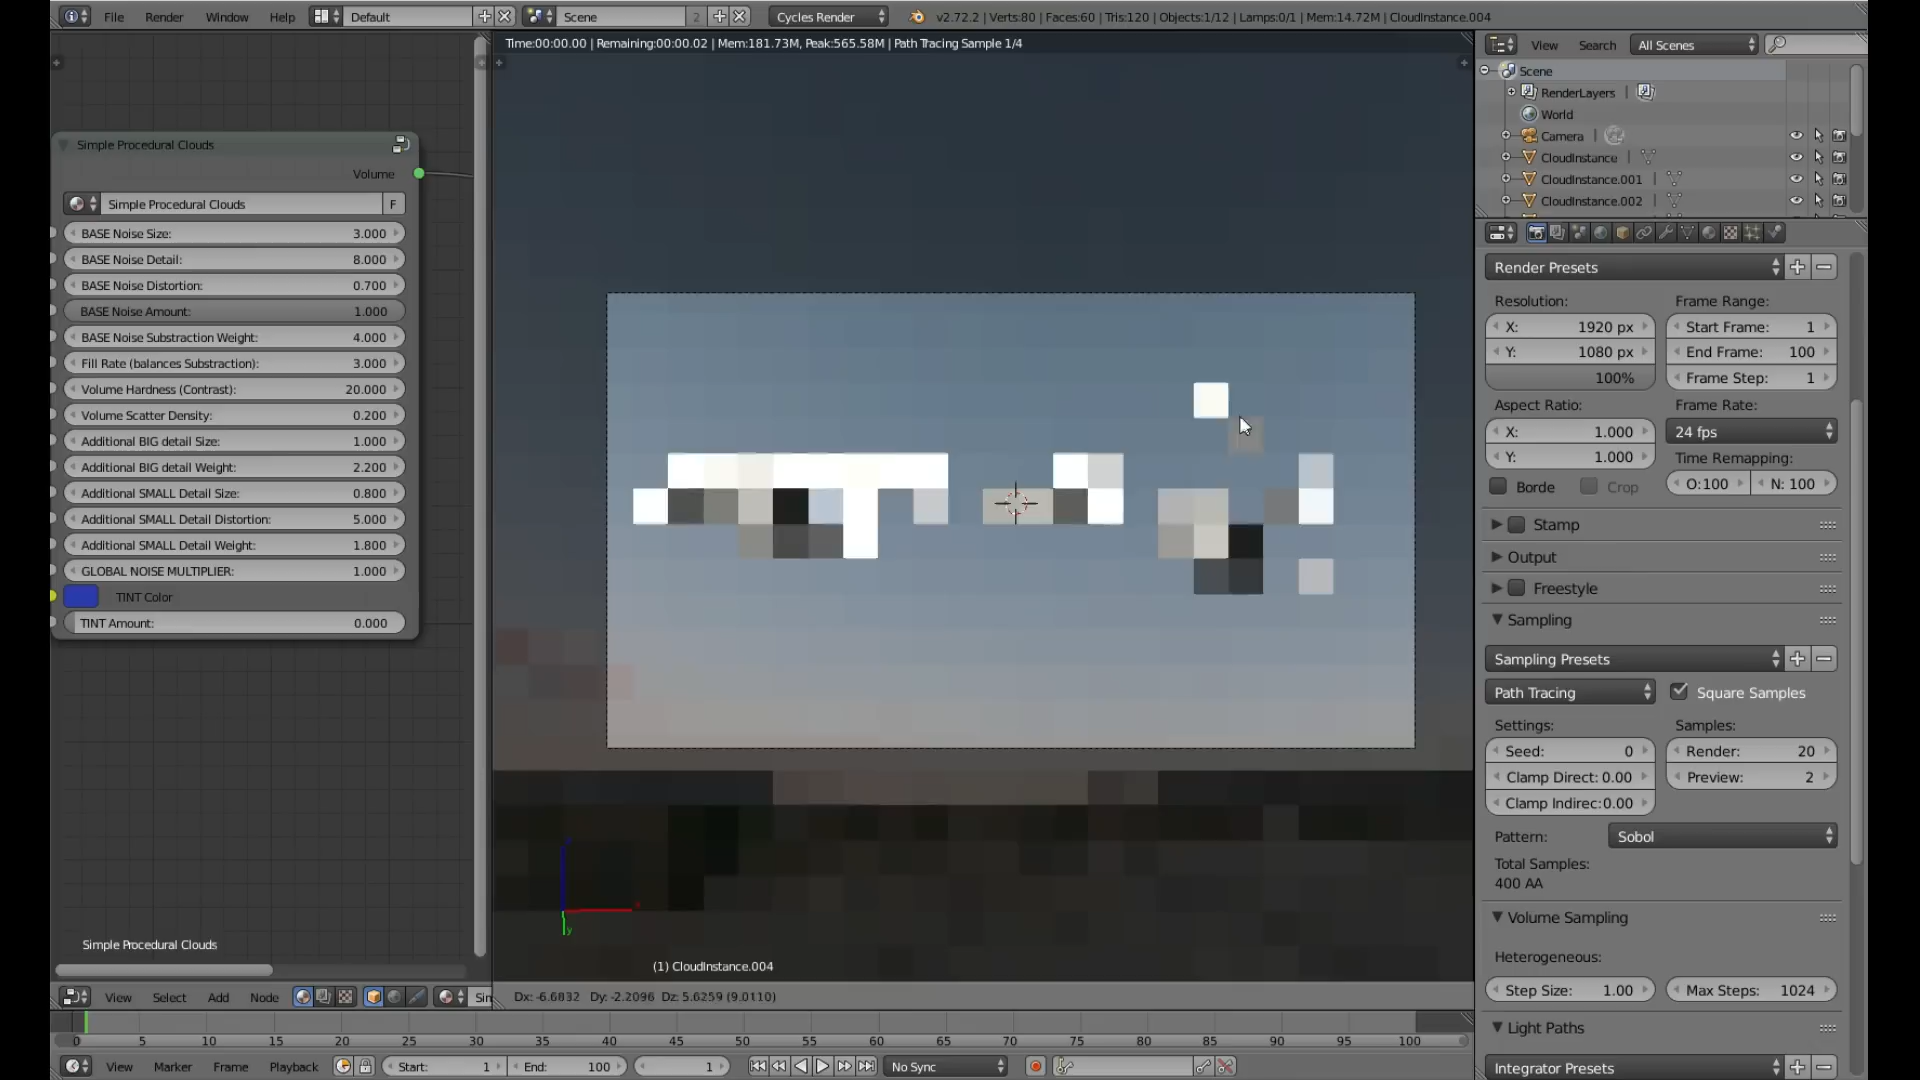 File Render Window Help Default Scene 2 Cycles Render v2.72.2 | Verts:80 | Faces:60 | Tris:120 | Objects:1/12 | Lamps:0/1 | Mem:14.72M | CloudInstance.004
Time:00:00.00 | Remaining:00:00.02 | Mem:181.73M, Peak:565.58M | Path Tracing Sample 1/4
View Search All Scenes
Scene
RenderLayers
World
Camera
CloudInstance
CloudInstance.001
CloudInstance.002
Simple Procedural Clouds
Volume
Simple Procedural Clouds F
BASE Noise Size: 3.000
BASE Noise Detail: 8.000
BASE Noise Distortion: 0.700
BASE Noise Amount: 1.000
BASE Noise Substraction Weight: 4.000
Fill Rate (balances Substraction): 3.000
Volume Hardness (Contrast): 20.000
Volume Scatter Density: 0.200
Additional BIG detail Size: 1.000
Additional BIG detail Weight: 2.200
Additional SMALL Detail Size: 0.800
Additional SMALL Detail Distortion: 5.000
Additional SMALL Detail Weight: 1.800
GLOBAL NOISE MULTIPLIER: 1.000
TINT Color
TINT Amount: 0.000
Simple Procedural Clouds
Render Presets
Resolution: Frame Range:
X: 1920 px Start Frame: 1
Y: 1080 px End Frame: 100
100% Frame Step: 1
Aspect Ratio: Frame Rate:
X: 1.000 24 fps
Y: 1.000 Time Remapping:
Borde Crop O:100 N: 100
Stamp
Output
Freestyle
Sampling
Sampling Presets
Path Tracing Square Samples
Settings: Samples:
Seed: 0 Render: 20
Clamp Direct: 0.00 Preview: 2
Clamp Indirec:0.00
Pattern: Sobol
Total Samples:
400 AA
Volume Sampling
Heterogeneous:
Step Size: 1.00 Max Steps: 1024
Light Paths
Integrator Presets
x
y
(1) CloudInstance.004
View Select Add Node Sin
Dx: -6.6832 Dy: -2.2096 Dz: 5.6259 (9.0110)
0 5 10 15 20 25 30 35 40 45 50 55 60 65 70 75 80 85 90 95 100
View Marker Frame Playback Start: 1 End: 100 1 No Sync